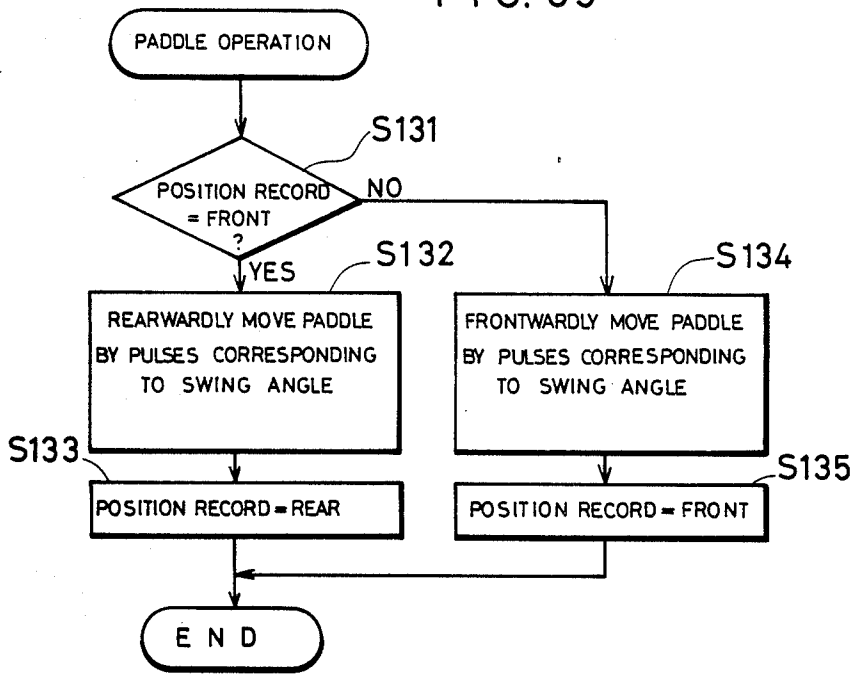 PADDLE OPERATION
S131
POSITION RECORD
= FRONT
?
NO
YES
S132
REARWARDLY MOVE PADDLE
BY PULSES CORRESPONDING
TO SWING ANGLE
S134
FRONTWARDLY MOVE PADDLE
BY PULSES CORRESPONDING
TO SWING ANGLE
S133
POSITION RECORD=REAR
S135
POSITION RECORD=FRONT
END